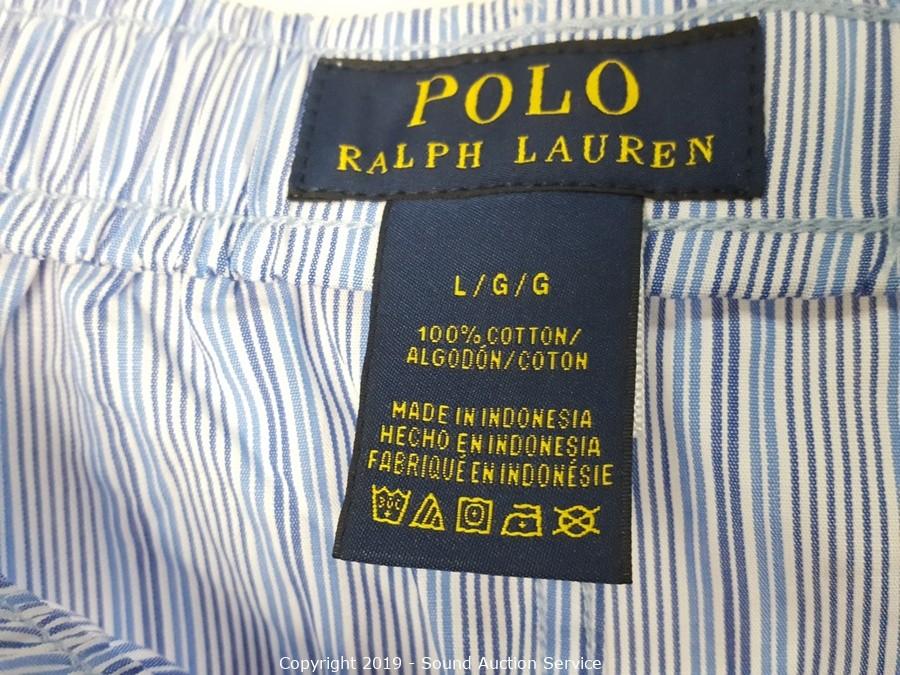 POLO
RALPH LAUREN
L/G/G
100% COTTON/
ALGODÓN/COTON
MADE IN INDONESIA
HECHO EN INDONESIA
FABRIQUÉ EN INDONÉSIE
30C
Copyright 2019 - Sound Auction Service